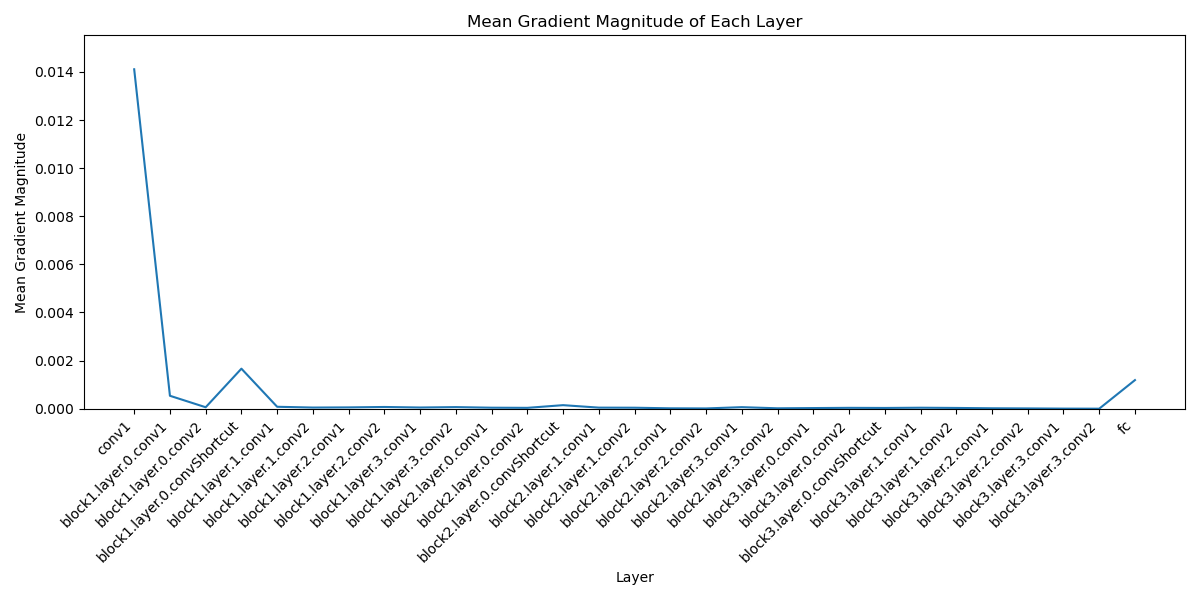 Mean Gradient Magnitude of Each Layer
Mean Gradient Magnitude
0.014
0.012
0.010
0.008
0.006
0.004
0.002
0.000
conv1
block1.layer.0.conv1
block1.layer.0.conv2
block1.layer.0.convShortcut
block1.layer.1.conv1
block1.layer.1.conv2
block1.layer.2.conv1
block1.layer.2.conv2
block1.layer.3.conv1
block1.layer.3.conv2
block2.layer.0.conv1
block2.layer.0.conv2
block2.layer.0.convShortcut
block2.layer.1.conv1
block2.layer.1.conv2
block2.layer.2.conv1
block2.layer.2.conv2
block2.layer.3.conv1
block2.layer.3.conv2
block3.layer.0.conv1
block3.layer.0.conv2
block3.layer.0.convShortcut
block3.layer.1.conv1
block3.layer.1.conv2
block3.layer.2.conv1
block3.layer.2.conv2
block3.layer.3.conv1
block3.layer.3.conv2
fc
Layer